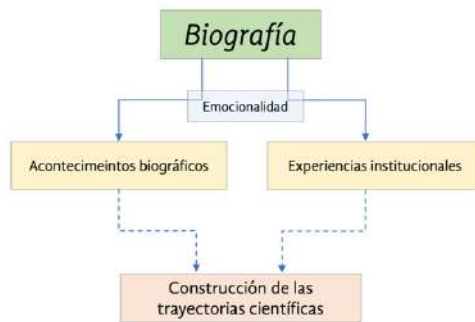 Biografía
Emocionalidad
Acontecimeintos biográficos
Experiencias institucionales
Construcción de las
trayectorias científicas